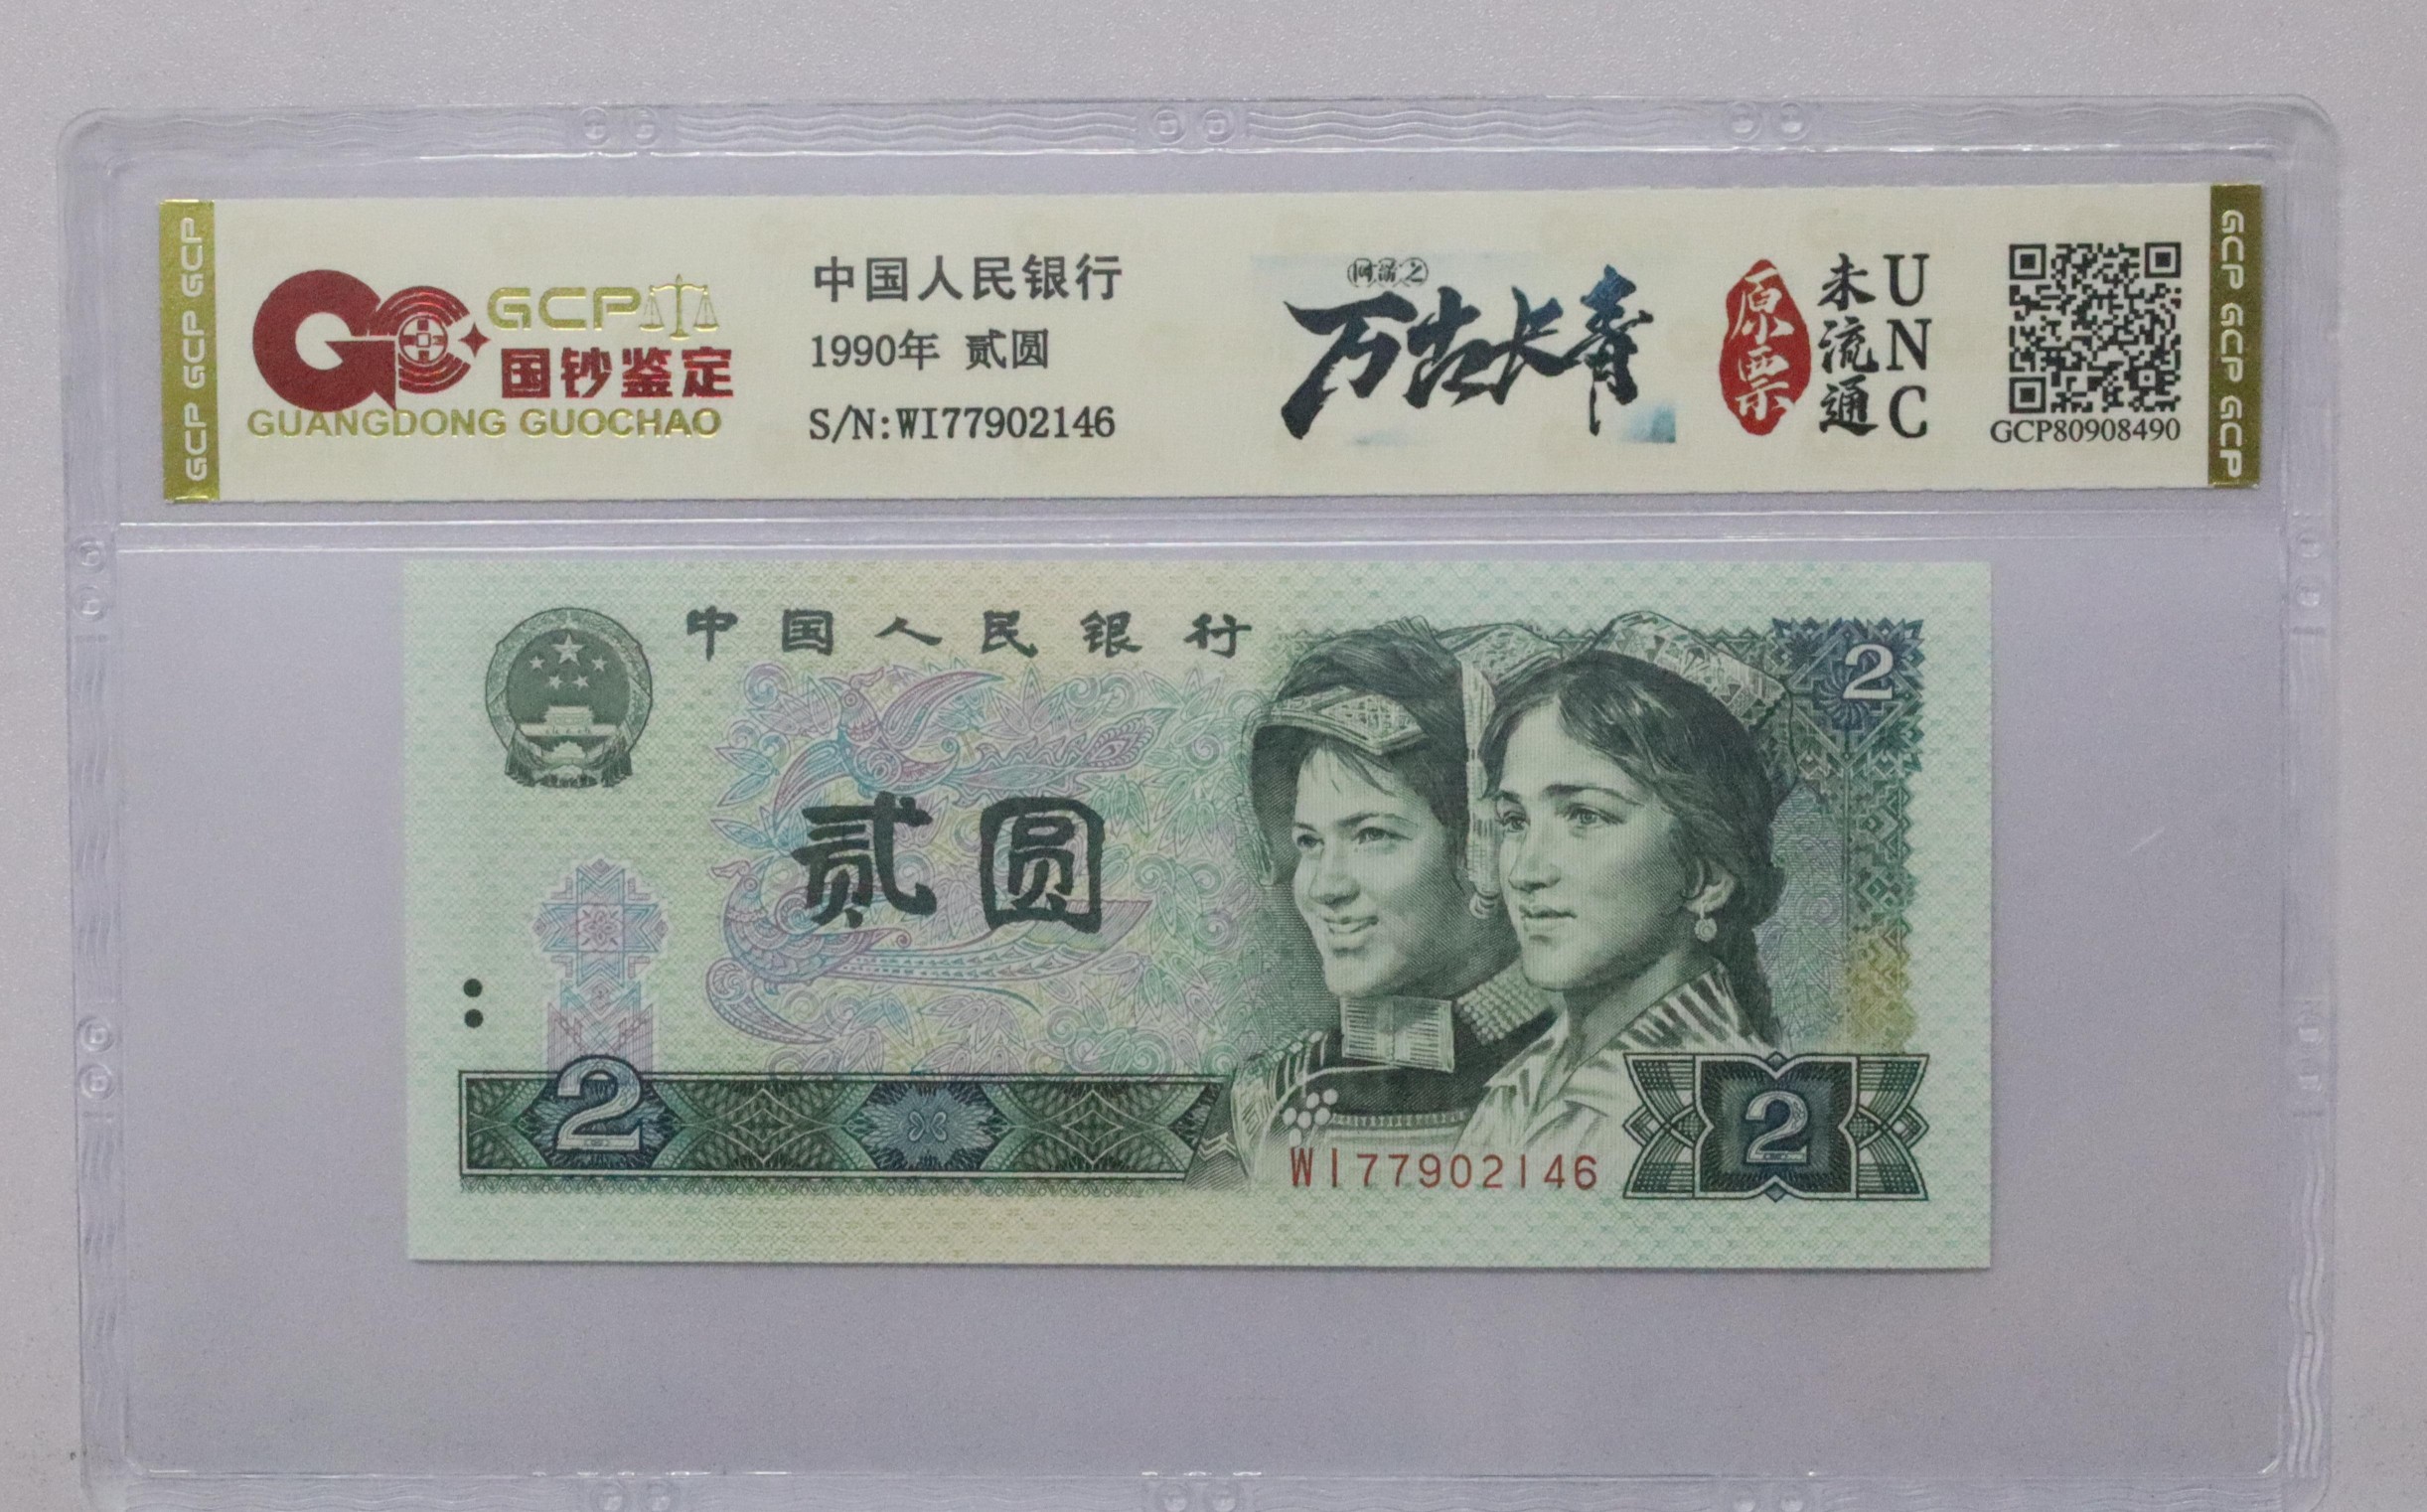 GCP GCP GCP
GCP
国钞鉴定
GUANGDONG GUOCHAO
中国人民银行
1990年 贰圆
S/N:WI77902146
万古长青
原票
未流通
UNC
GCP80908490
GCP GCP GCP
中国人民银行
2
贰圆
2
2
WI77902146